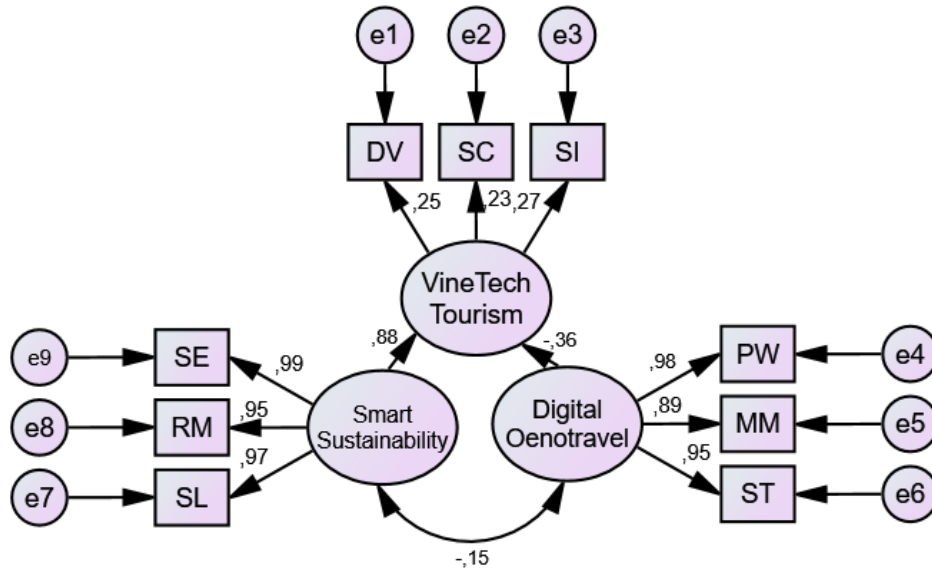 e1 e2 e3
DV SC SI
,25 ,23 ,27
VineTech
Tourism
,88 -,36
e9 SE ,99
,98 PW e4
e8 RM ,95
Smart
Sustainability
Digital
Oenotravel
,89 MM e5
e7 SL ,97
,95 ST e6
-,15